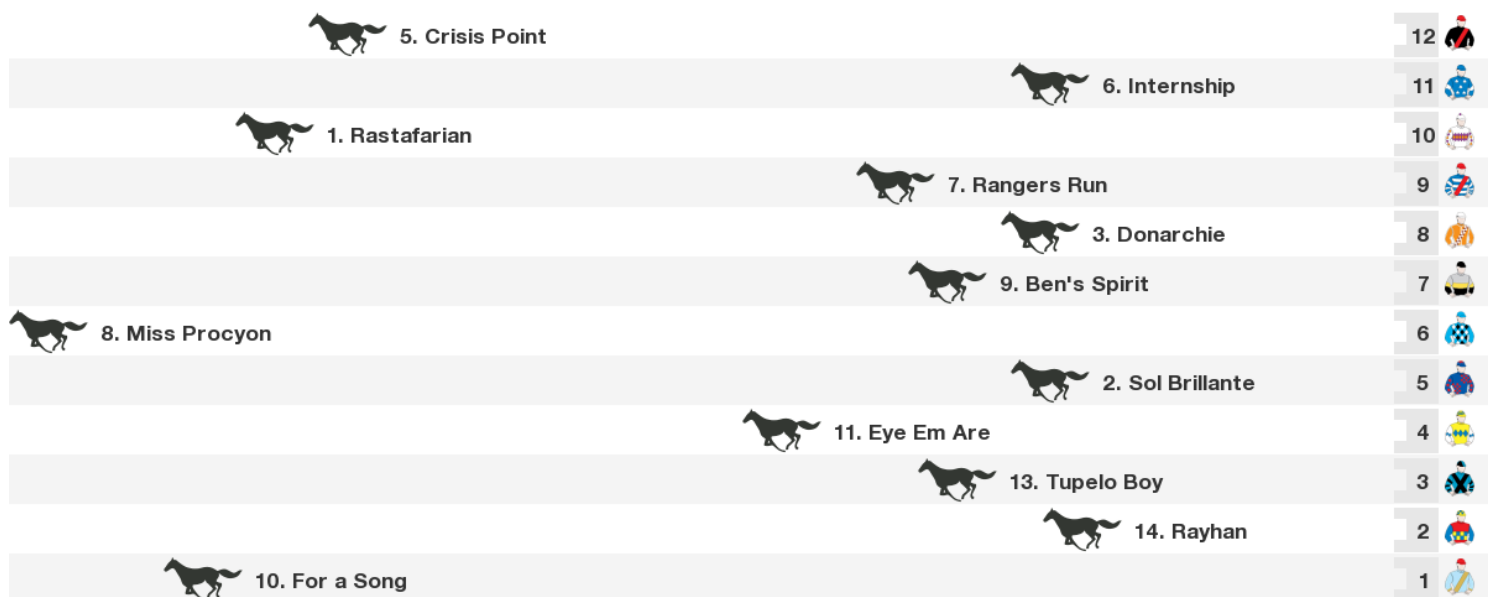 5. Crisis Point 12
6. Internship 11
1. Rastafarian 10
7. Rangers Run 9
3. Donarchie 8
9. Ben's Spirit 7
8. Miss Procyon 6
2. Sol Brillante 5
11. Eye Em Are 4
13. Tupelo Boy 3
14. Rayhan 2
10. For a Song 1